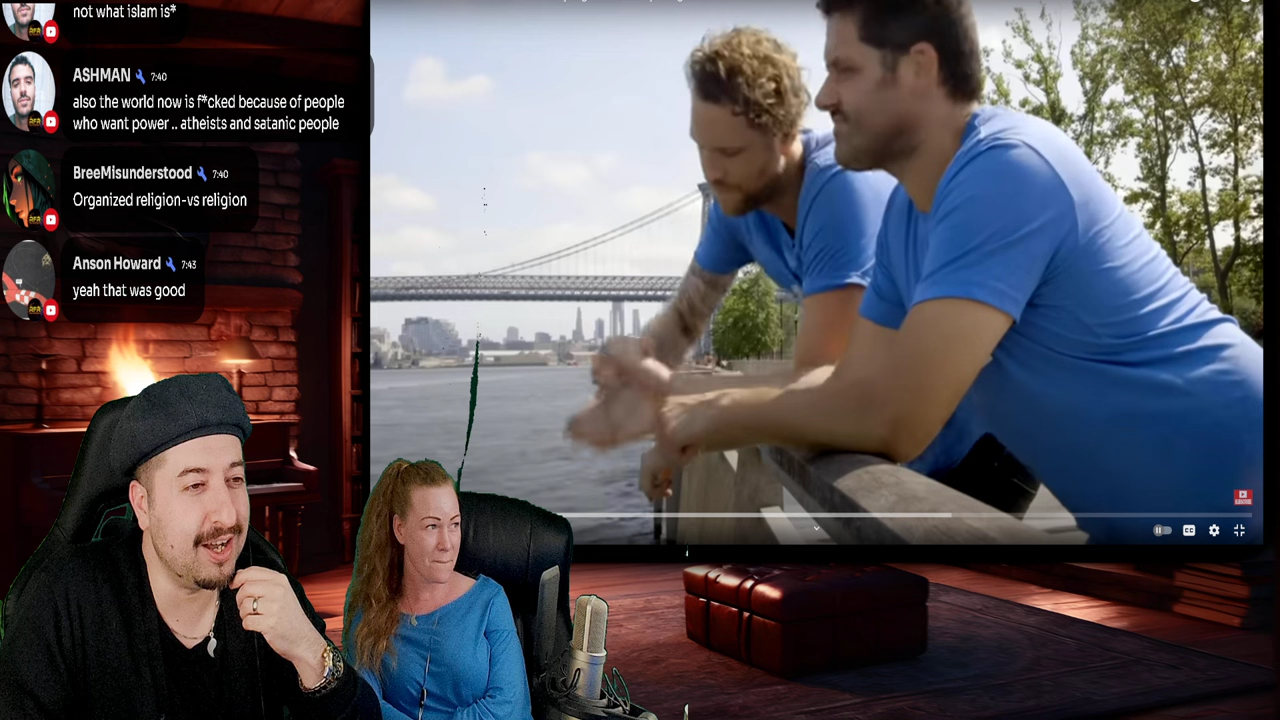 not what islam is*
ASHMAN 7:40
also the world now is f*cked because of people
who want power .. atheists and satanic people
BreeMisunderstood 7:40
Organized religion-vs religion
Anson Howard 7:43
yeah that was good
CC